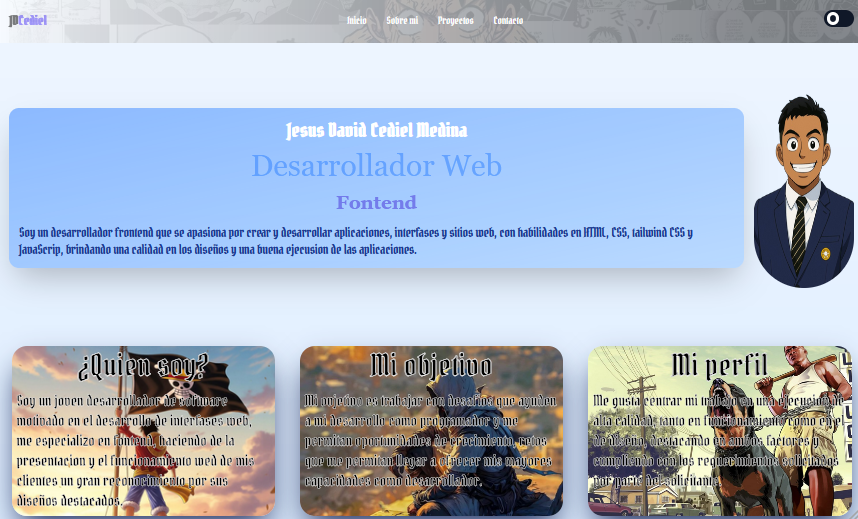 JDCediel
Inicio Sobre mi Proyectos Contacto
Jesus David Cediel Medina
Desarrollador Web
Fontend
Soy un desarrollador frontend que se apasiona por crear y desarrollar aplicaciones, interfases y sitios web, con habilidades en HTML, CSS, tailwind CSS y
JavaScrip, brindando una calidad en los diseños y una buena ejecusion de las aplicaciones.
¿Quien soy?
Soy un joven desarrollador de software
motivado en el desarrollo de interfases web,
me especializo en fontend, haciendo de la
presentacion y el funcionamiento wed de mis
clientes un gran reconocimiento por sus
diseños destacados.
Mi objetivo
Mi objetivo es trabajar con desafios que ayuden
a mi desarrollo como programador y me
permitan oportunidades de crecimiento, retos
que me permitan llegar a ofrecer mis mayores
capacidades como desarrollador.
Mi perfil
Me gusta centrar mi trabajo en una ejecucion de
alta calidad, tanto en funcionamiento como en el
de diseño, destacando en ambos factores y
cumpliendo con los requerimientos solicitados
por parte del solicitante.